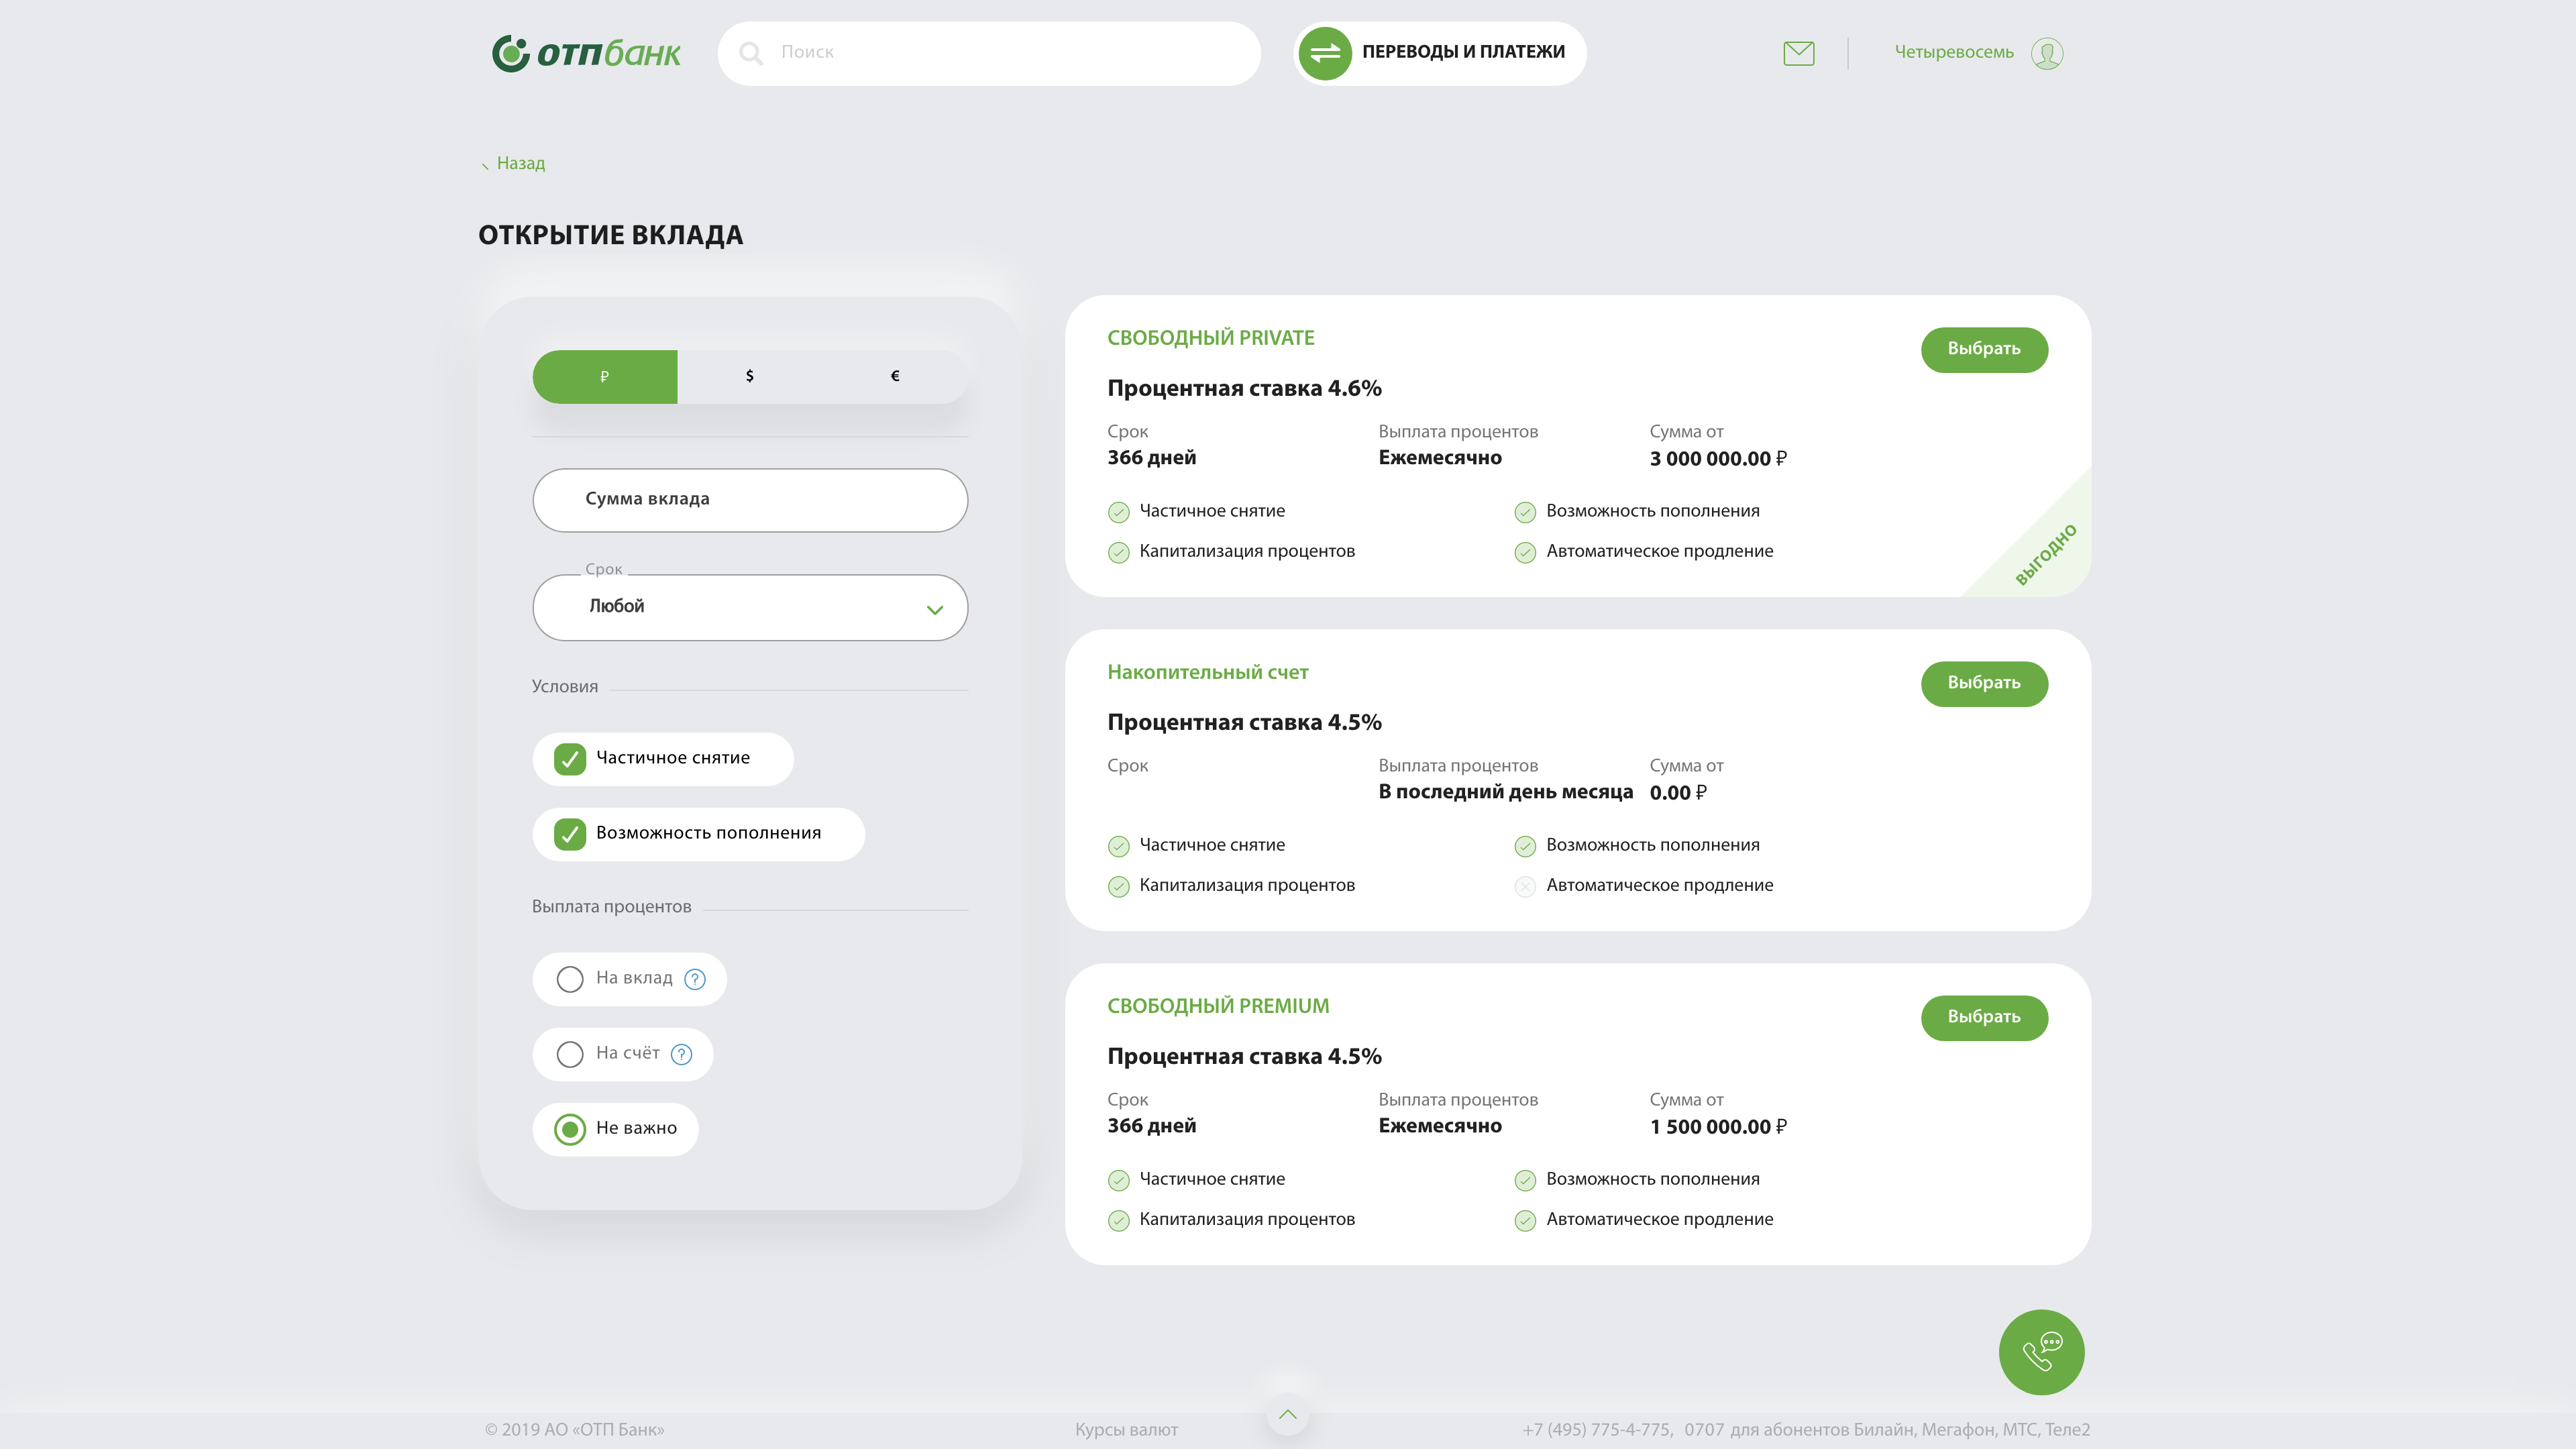 отпбанк
Поиск
ПЕРЕВОДЫ И ПЛАТЕЖИ
Четыревосемь
Назад
ОТКРЫТИЕ ВКЛАДА
₽ $ €
Сумма вклада
Срок
Любой
Условия
Частичное снятие
Возможность пополнения
Выплата процентов
На вклад ?
На счёт ?
Не важно
СВОБОДНЫЙ PRIVATE
Выбрать
Процентная ставка 4.6%
Срок Выплата процентов Сумма от
366 дней Ежемесячно 3 000 000.00 ₽
Частичное снятие Возможность пополнения
Капитализация процентов Автоматическое продление
ВЫГОДНО
Накопительный счет
Выбрать
Процентная ставка 4.5%
Срок Выплата процентов Сумма от
В последний день месяца 0.00 ₽
Частичное снятие Возможность пополнения
Капитализация процентов Автоматическое продление
СВОБОДНЫЙ PREMIUM
Выбрать
Процентная ставка 4.5%
Срок Выплата процентов Сумма от
366 дней Ежемесячно 1 500 000.00 ₽
Частичное снятие Возможность пополнения
Капитализация процентов Автоматическое продление
© 2019 АО «ОТП Банк» Курсы валют +7 (495) 775-4-775, 0707 для абонентов Билайн, Мегафон, МТС, Теле2